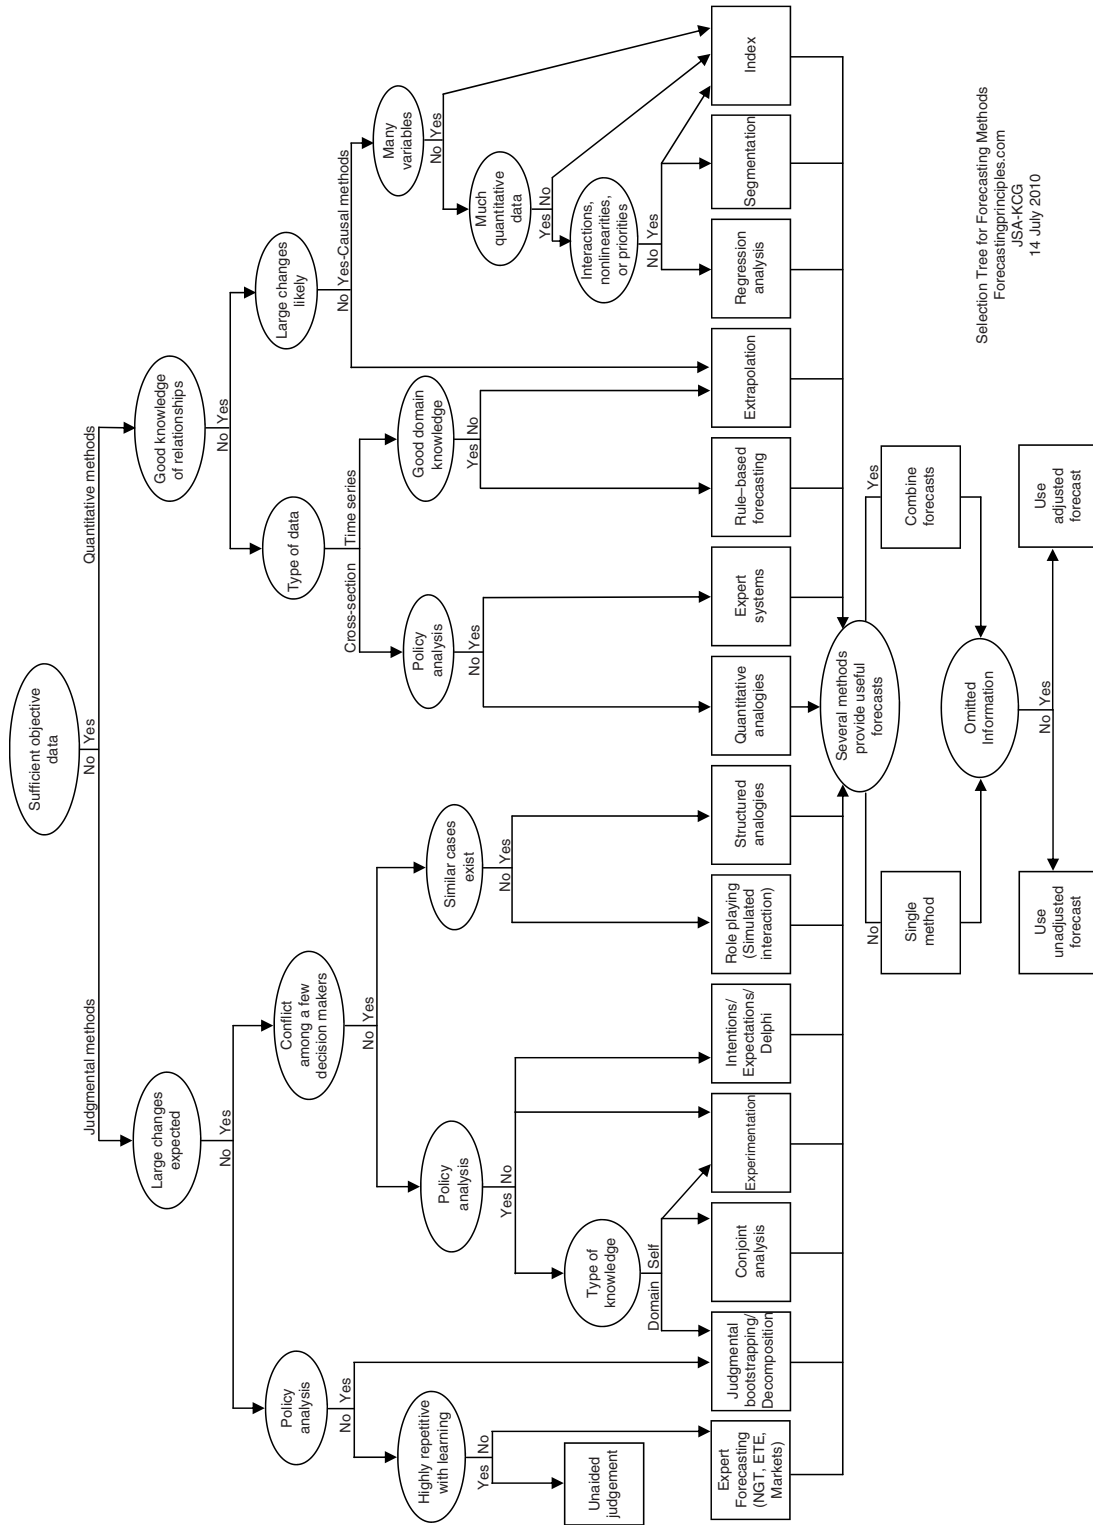 Sufficient objective
data
No
Yes
Judgmental methods
Quantitative methods
Large changes
expected
No
Yes
Good knowledge
of relationships
No
Yes
Policy
analysis
No
Yes
Conflict
among a few
decision makers
No
Yes
Type of data
Cross-section
Time series
Large changes
likely
No
Yes-Causal methods
Highly repetitive
with learning
Yes
No
Policy
analysis
Yes
No
Similar cases
exist
No
Yes
Policy
analysis
No
Yes
Good domain
knowledge
Yes
No
Many
variables
No
Yes
Much
quantitative
data
Yes
No
Unaided
judgement
Type of
knowledge
Domain
Self
Interactions,
nonlinearities,
or priorities
No
Yes
Expert
Forecasting
(NGT, ETE,
Markets)
Judgmental
bootstrapping/
Decomposition
Conjoint
analysis
Experimentation
Intentions/
Expectations/
Delphi
Role playing
(Simulated
interaction)
Structured
analogies
Quantitative
analogies
Expert
systems
Rule–based
forecasting
Extrapolation
Regression
analysis
Segmentation
Index
Several methods
provide useful
forecasts
No
Yes
Single
method
Combine
forecasts
Omitted
Information
No
Yes
Use
unadjusted
forecast
Use
adjusted
forecast
Selection Tree for Forecasting Methods
Forecastingprinciples.com
JSA-KCG
14 July 2010